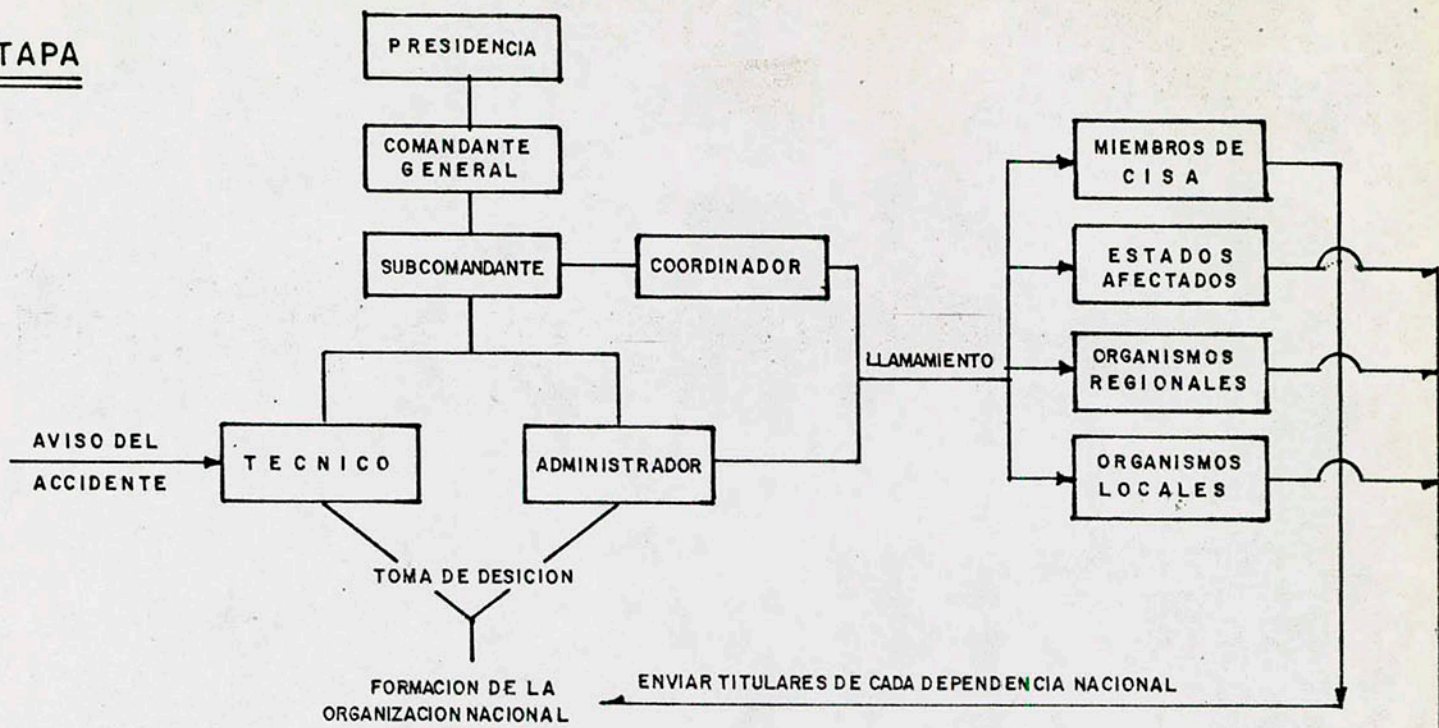 TAPA
PRESIDENCIA
COMANDANTE
GENERAL
SUBCOMANDANTE
COORDINADOR
AVISO DEL
ACCIDENTE
TECNICO
ADMINISTRADOR
TOMA DE DESICION
FORMACION DE LA
ORGANIZACION NACIONAL
LLAMAMIENTO
MIEMBROS DE
CISA
ESTADOS
AFECTADOS
ORGANISMOS
REGIONALES
ORGANISMOS
LOCALES
ENVIAR TITULARES DE CADA DEPENDENCIA NACIONAL